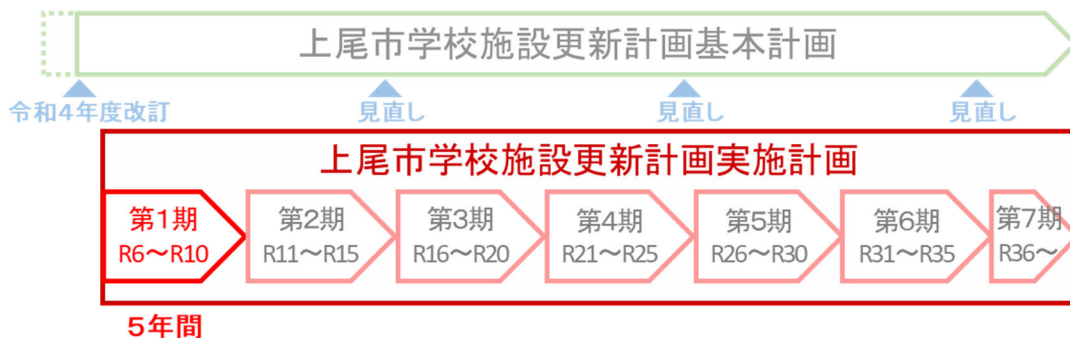 上尾市学校施設更新計画基本計画
令和4年度改訂
見直し
見直し
見直し
上尾市学校施設更新計画実施計画
第1期
R6～R10
第2期
R11～R15
第3期
R16～R20
第4期
R21～R25
第5期
R26～R30
第6期
R31～R35
第7期
R36～
5年間